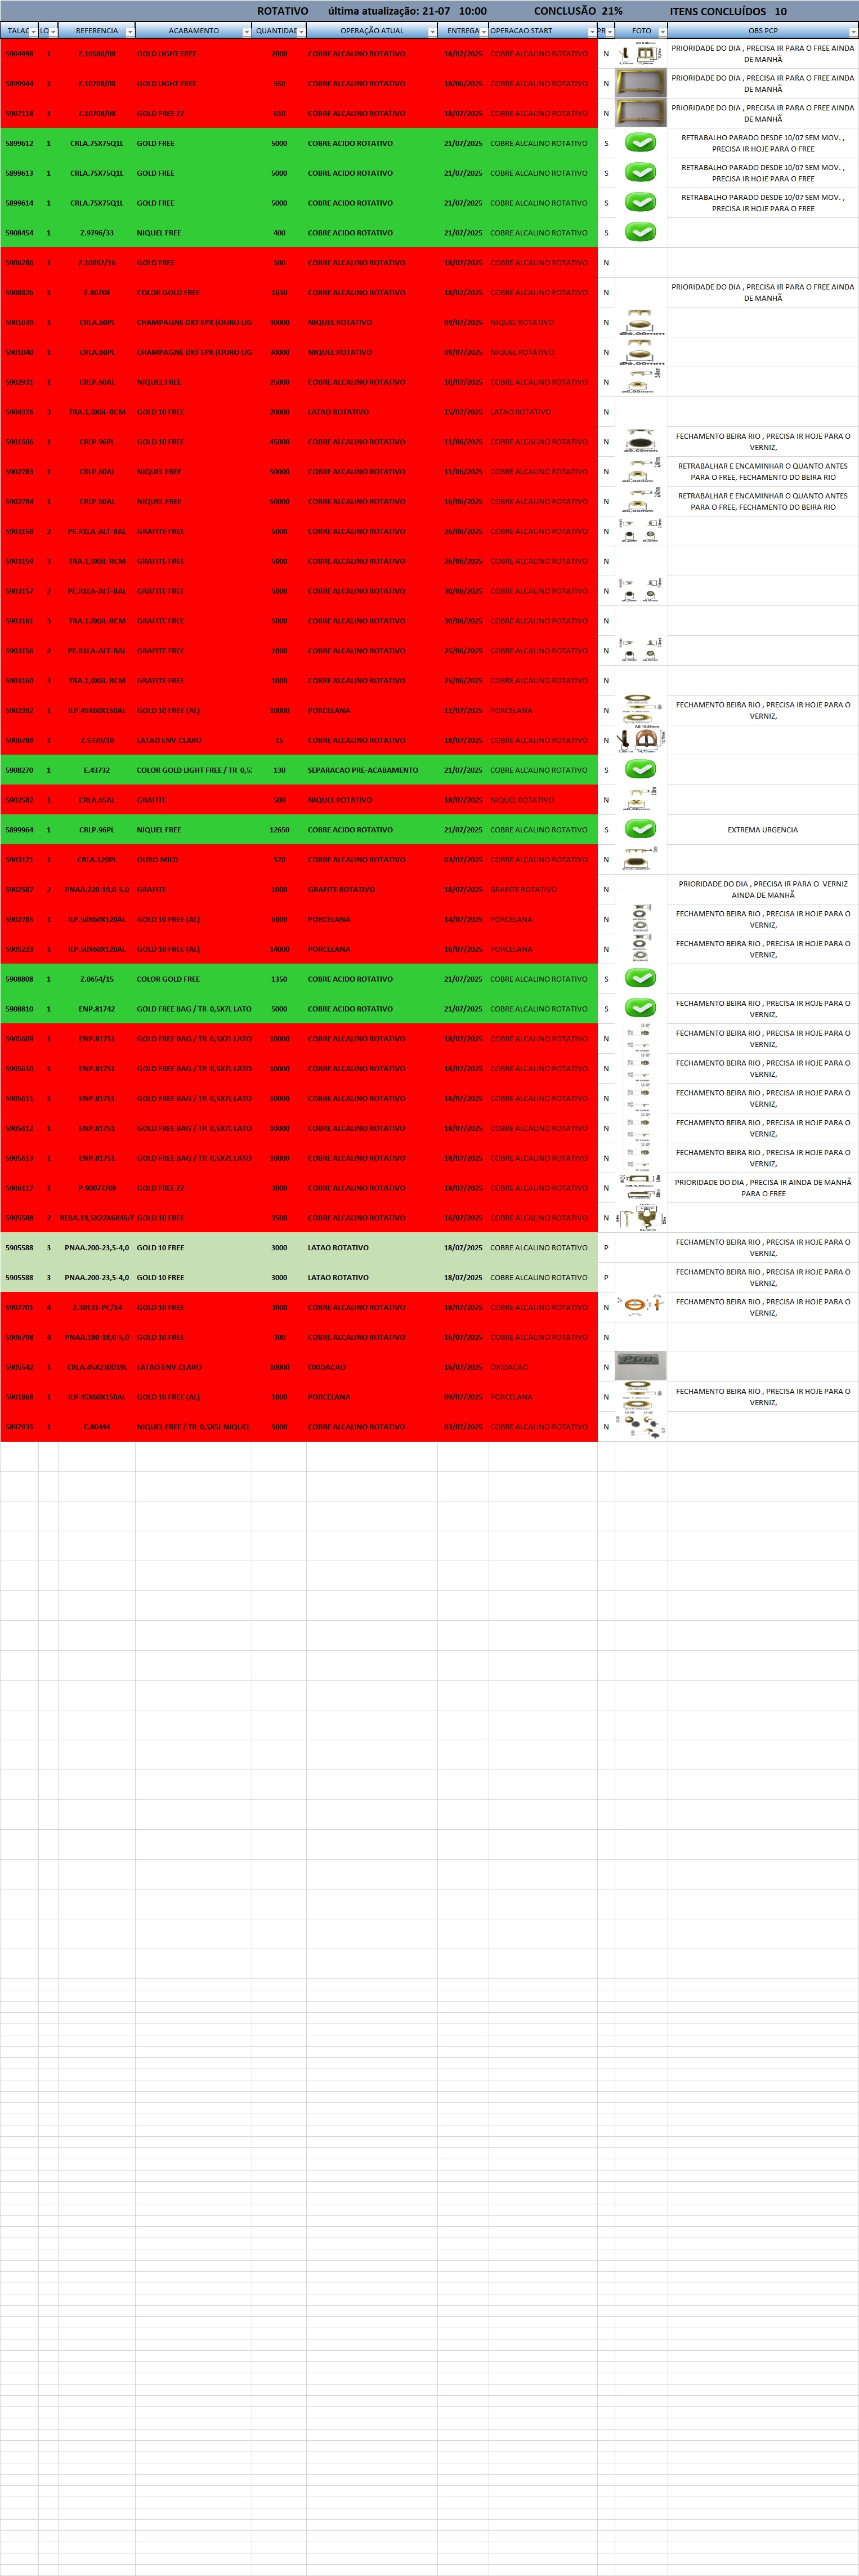 ROTATIVO última atualização: 21-07 10:00 CONCLUSÃO 21% ITENS CONCLUÍDOS 10
TALAC LO REFERENCIA ACABAMENTO QUANTIDAD OPERAÇÃO ATUAL ENTREGA OPERACAO START PR FOTO OBS PCP
5904998 1 Z.10580/08 GOLD LIGHT FREE 2000 COBRE ALCALINO ROTATIVO 18/07/2025 COBRE ALCALINO ROTATIVO N PRIORIDADE DO DIA , PRECISA IR PARA O FREE AINDA DE MANHÃ
5899944 1 Z.10708/08 GOLD LIGHT FREE 550 COBRE ALCALINO ROTATIVO 18/06/2025 COBRE ALCALINO ROTATIVO N PRIORIDADE DO DIA , PRECISA IR PARA O FREE AINDA DE MANHÃ
5907118 1 Z.10708/08 GOLD FREE ZZ 610 COBRE ALCALINO ROTATIVO 18/07/2025 COBRE ALCALINO ROTATIVO N PRIORIDADE DO DIA , PRECISA IR PARA O FREE AINDA DE MANHÃ
5899612 1 CRLA.75X75Q1L GOLD FREE 5000 COBRE ACIDO ROTATIVO 21/07/2025 COBRE ALCALINO ROTATIVO S RETRABALHO PARADO DESDE 10/07 SEM MOV. , PRECISA IR HOJE PARA O FREE
5899613 1 CRLA.75X75Q1L GOLD FREE 5000 COBRE ACIDO ROTATIVO 21/07/2025 COBRE ALCALINO ROTATIVO S RETRABALHO PARADO DESDE 10/07 SEM MOV. , PRECISA IR HOJE PARA O FREE
5899614 1 CRLA.75X75Q1L GOLD FREE 5000 COBRE ACIDO ROTATIVO 21/07/2025 COBRE ALCALINO ROTATIVO S RETRABALHO PARADO DESDE 10/07 SEM MOV. , PRECISA IR HOJE PARA O FREE
5908454 1 Z.9796/33 NIQUEL FREE 400 COBRE ACIDO ROTATIVO 21/07/2025 COBRE ALCALINO ROTATIVO S
5906786 1 Z.10097/16 GOLD FREE 500 COBRE ALCALINO ROTATIVO 18/07/2025 COBRE ALCALINO ROTATIVO N
5908826 1 E.80708 COLOR GOLD FREE 1630 COBRE ALCALINO ROTATIVO 18/07/2025 COBRE ALCALINO ROTATIVO N PRIORIDADE DO DIA , PRECISA IR PARA O FREE AINDA DE MANHÃ
5901039 1 CRLA.60PL CHAMPAGNE DKT EPX (OURO LIG 30000 NIQUEL ROTATIVO 09/07/2025 NIQUEL ROTATIVO N
5901040 1 CRLA.60PL CHAMPAGNE DKT EPX (OURO LIG 30000 NIQUEL ROTATIVO 09/07/2025 NIQUEL ROTATIVO N
5902931 1 CRLP.60AL NIQUEL FREE 25000 COBRE ALCALINO ROTATIVO 10/07/2025 COBRE ALCALINO ROTATIVO N
5904376 3 TRA.1,0X6L-RCM GOLD 10 FREE 20000 LATAO ROTATIVO 15/07/2025 LATAO ROTATIVO N
5901506 1 CRLP.96PL GOLD 10 FREE 45000 COBRE ALCALINO ROTATIVO 11/06/2025 COBRE ALCALINO ROTATIVO N FECHAMENTO BEIRA RIO , PRECISA IR HOJE PARA O VERNIZ,
5902783 1 CRLP.60AL NIQUEL FREE 50000 COBRE ALCALINO ROTATIVO 11/06/2025 COBRE ALCALINO ROTATIVO N RETRABALHAR E ENCAMINHAR O QUANTO ANTES PARA O FREE, FECHAMENTO DO BEIRA RIO
5902784 1 CRLP.60AL NIQUEL FREE 50000 COBRE ALCALINO ROTATIVO 16/06/2025 COBRE ALCALINO ROTATIVO N RETRABALHAR E ENCAMINHAR O QUANTO ANTES PARA O FREE, FECHAMENTO DO BEIRA RIO
5903158 2 PE.R1LA-ALT-BAL GRAFITE FREE 5000 COBRE ALCALINO ROTATIVO 26/06/2025 COBRE ALCALINO ROTATIVO N
5903159 3 TRA.1,0X6L-RCM GRAFITE FREE 5000 COBRE ALCALINO ROTATIVO 26/06/2025 COBRE ALCALINO ROTATIVO N
5903157 2 PE.R1LA-ALT-BAL GRAFITE FREE 5000 COBRE ALCALINO ROTATIVO 30/06/2025 COBRE ALCALINO ROTATIVO N
5903161 3 TRA.1,0X6L-RCM GRAFITE FREE 5000 COBRE ALCALINO ROTATIVO 30/06/2025 COBRE ALCALINO ROTATIVO N
5903156 2 PE.R1LA-ALT-BAL GRAFITE FREE 1000 COBRE ALCALINO ROTATIVO 25/06/2025 COBRE ALCALINO ROTATIVO N
5903160 3 TRA.1,0X6L-RCM GRAFITE FREE 1000 COBRE ALCALINO ROTATIVO 25/06/2025 COBRE ALCALINO ROTATIVO N
5902392 1 ILP.45X60X150AL GOLD 10 FREE (AL) 10000 PORCELANA 11/07/2025 PORCELANA N FECHAMENTO BEIRA RIO , PRECISA IR HOJE PARA O VERNIZ,
5906788 1 Z.5339/10 LATAO ENV.CLARO 15 COBRE ALCALINO ROTATIVO 18/07/2025 COBRE ALCALINO ROTATIVO N
5908270 1 E.43732 COLOR GOLD LIGHT FREE / TR 0,5: 130 SEPARACAO PRE-ACABAMENTO 21/07/2025 COBRE ALCALINO ROTATIVO S
5902582 1 CRLA.65AL GRAFITE 500 NIQUEL ROTATIVO 18/07/2025 NIQUEL ROTATIVO N
5899964 1 CRLP.96PL NIQUEL FREE 12650 COBRE ACIDO ROTATIVO 21/07/2025 COBRE ALCALINO ROTATIVO S EXTREMA URGENCIA
5903171 1 CRLA.120PL OURO MILD 570 COBRE ALCALINO ROTATIVO 03/07/2025 COBRE ALCALINO ROTATIVO N
5902587 2 PNAA.220-19,0-5,0 GRAFITE 1000 GRAFITE ROTATIVO 18/07/2025 GRAFITE ROTATIVO N PRIORIDADE DO DIA , PRECISA IR PARA O VERNIZ AINDA DE MANHÃ
5902785 1 ILP.50X60X120AL GOLD 10 FREE (AL) 6000 PORCELANA 14/07/2025 PORCELANA N FECHAMENTO BEIRA RIO , PRECISA IR HOJE PARA O VERNIZ,
5905223 1 ILP.50X60X120AL GOLD 10 FREE (AL) 14000 PORCELANA 16/07/2025 PORCELANA N FECHAMENTO BEIRA RIO , PRECISA IR HOJE PARA O VERNIZ,
5908808 1 Z.0654/15 COLOR GOLD FREE 1350 COBRE ACIDO ROTATIVO 21/07/2025 COBRE ALCALINO ROTATIVO S
5908810 1 ENP.81742 GOLD FREE BAG / TR 0,5X7L LATO 5000 COBRE ACIDO ROTATIVO 21/07/2025 COBRE ALCALINO ROTATIVO S FECHAMENTO BEIRA RIO , PRECISA IR HOJE PARA O VERNIZ,
5905609 1 ENP.81751 GOLD FREE BAG / TR 0,5X7L LATO 10000 COBRE ALCALINO ROTATIVO 18/07/2025 COBRE ALCALINO ROTATIVO N FECHAMENTO BEIRA RIO , PRECISA IR HOJE PARA O VERNIZ,
5905610 1 ENP.81751 GOLD FREE BAG / TR 0,5X7L LATO 10000 COBRE ALCALINO ROTATIVO 18/07/2025 COBRE ALCALINO ROTATIVO N FECHAMENTO BEIRA RIO , PRECISA IR HOJE PARA O VERNIZ,
5905611 1 ENP.81751 GOLD FREE BAG / TR 0,5X7L LATO 10000 COBRE ALCALINO ROTATIVO 18/07/2025 COBRE ALCALINO ROTATIVO N FECHAMENTO BEIRA RIO , PRECISA IR HOJE PARA O VERNIZ,
5905612 1 ENP.81751 GOLD FREE BAG / TR 0,5X7L LATO 10000 COBRE ALCALINO ROTATIVO 18/07/2025 COBRE ALCALINO ROTATIVO N FECHAMENTO BEIRA RIO , PRECISA IR HOJE PARA O VERNIZ,
5905613 1 ENP.81751 GOLD FREE BAG / TR 0,5X7L LATO 10000 COBRE ALCALINO ROTATIVO 18/07/2025 COBRE ALCALINO ROTATIVO N FECHAMENTO BEIRA RIO , PRECISA IR HOJE PARA O VERNIZ,
5906117 1 P.90077/08 GOLD FREE ZZ 3000 COBRE ALCALINO ROTATIVO 18/07/2025 COBRE ALCALINO ROTATIVO N PRIORIDADE DO DIA , PRECISA IR AINDA DE MANHÃ PARA O FREE
5905588 2 REBA.14,5X22X6X45/F GOLD 10 FREE 3500 COBRE ALCALINO ROTATIVO 16/07/2025 COBRE ALCALINO ROTATIVO N
5905588 3 PNAA.200-23,5-4,0 GOLD 10 FREE 3000 LATAO ROTATIVO 18/07/2025 COBRE ALCALINO ROTATIVO P FECHAMENTO BEIRA RIO , PRECISA IR HOJE PARA O VERNIZ,
5905588 3 PNAA.200-23,5-4,0 GOLD 10 FREE 3000 LATAO ROTATIVO 18/07/2025 COBRE ALCALINO ROTATIVO P FECHAMENTO BEIRA RIO , PRECISA IR HOJE PARA O VERNIZ,
5907701 4 Z.30131-PC/14 GOLD 10 FREE 3000 COBRE ALCALINO ROTATIVO 18/07/2025 COBRE ALCALINO ROTATIVO N FECHAMENTO BEIRA RIO , PRECISA IR HOJE PARA O VERNIZ,
5906798 4 PNAA.180-18,0-5,0 GOLD 10 FREE 300 COBRE ALCALINO ROTATIVO 16/07/2025 COBRE ALCALINO ROTATIVO N
5905542 1 CRLA.45X230D19L LATAO ENV.CLARO 10000 OXIDACAO 16/07/2025 OXIDACAO N
5901868 1 ILP.45X60X150AL GOLD 10 FREE (AL) 1000 PORCELANA 09/07/2025 PORCELANA N FECHAMENTO BEIRA RIO , PRECISA IR HOJE PARA O VERNIZ,
5897935 1 E.80444 NIQUEL FREE / TR 0,5X5L NIQUEL 5000 COBRE ALCALINO ROTATIVO 01/07/2025 COBRE ALCALINO ROTATIVO N